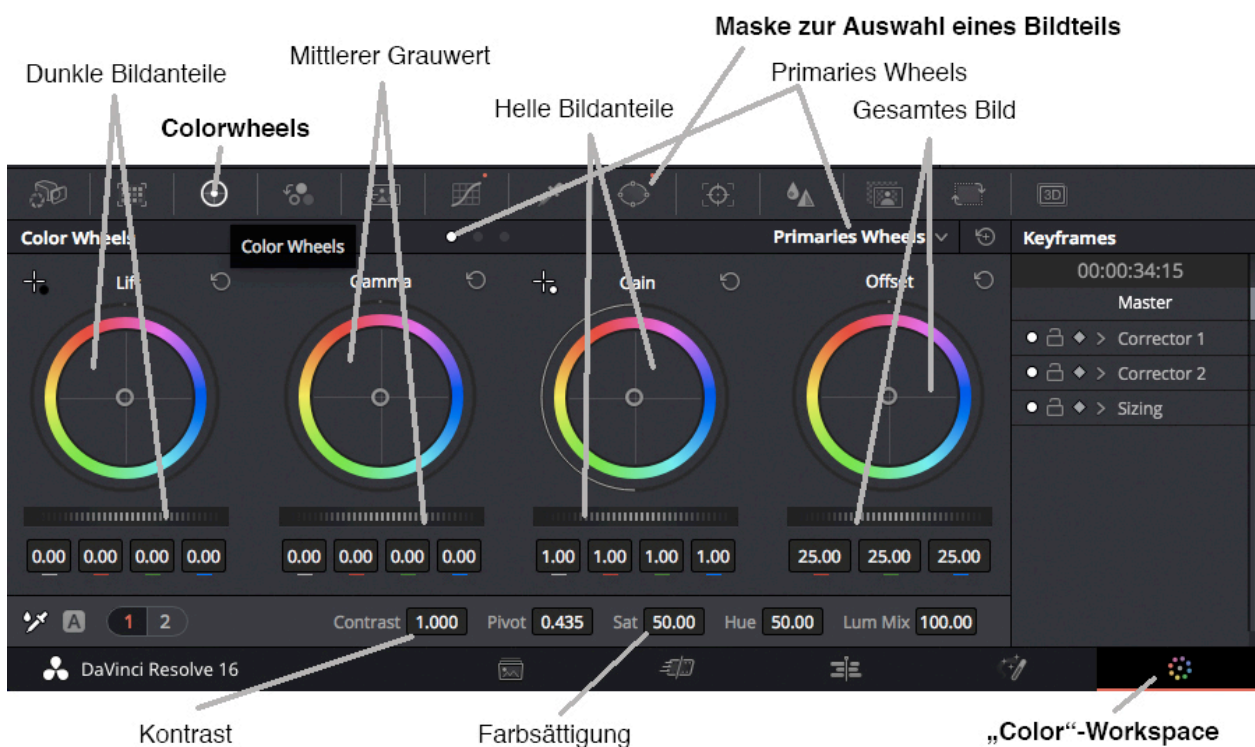 Maske zur Auswahl eines Bildteils
Mittlerer Grauwert
Dunkle Bildanteile
Primaries Wheels
Helle Bildanteile
Gesamtes Bild
Colorwheels
3D
Color Wheels
Color Wheels
Primaries Wheels
Keyframes
00:00:34:15
Lift
Gamma
Gain
Offset
Master
Corrector 1
Corrector 2
Sizing
0.00 0.00 0.00 0.00
0.00 0.00 0.00 0.00
1.00 1.00 1.00 1.00
25.00 25.00 25.00
A 1 2
Contrast 1.000 Pivot 0.435 Sat 50.00 Hue 50.00 Lum Mix 100.00
DaVinci Resolve 16
Kontrast
Farbsättigung
„Color“-Workspace